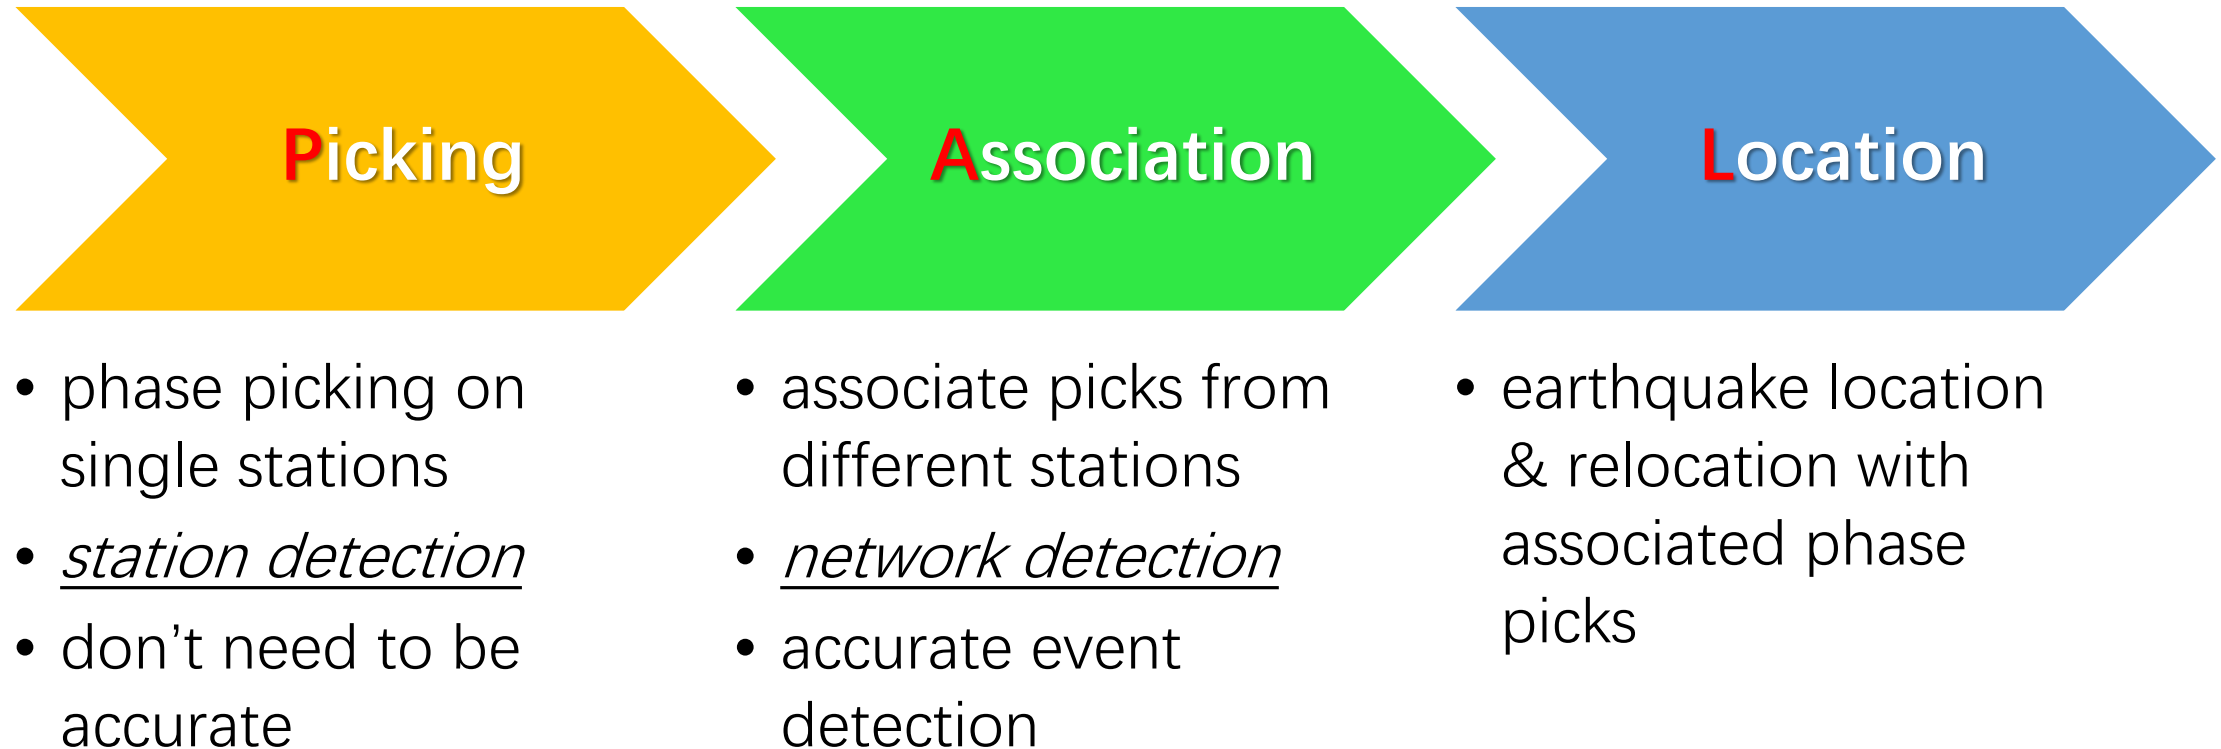 Picking
Association
Location
• phase picking on
single stations
• station detection
• don’t need to be
accurate
• associate picks from
different stations
• network detection
• accurate event
detection
• earthquake location
& relocation with
associated phase
picks